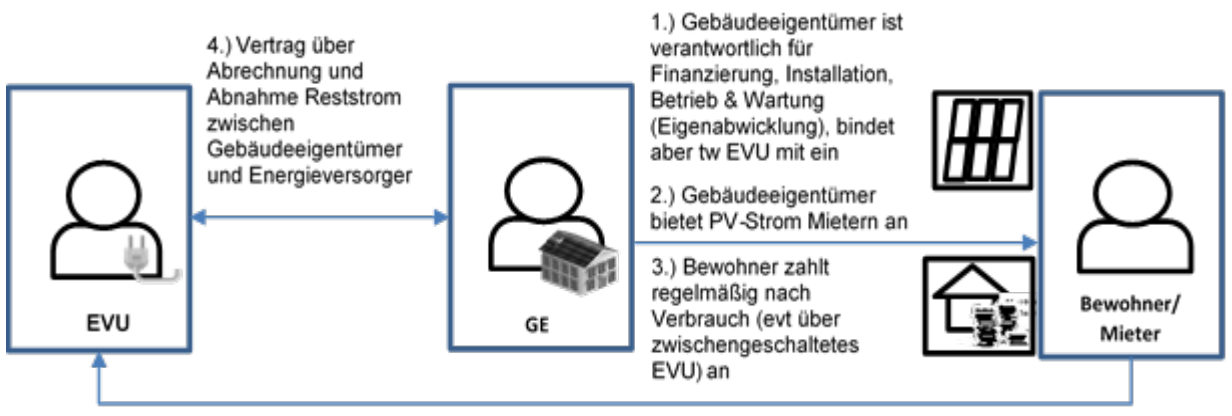 4.) Vertrag über
Abrechnung und
Abnahme Reststrom
zwischen
Gebäudeeigentümer
und Energieversorger
EVU
GE
1.) Gebäudeeigentümer ist
verantwortlich für
Finanzierung, Installation,
Betrieb & Wartung
(Eigenabwicklung), bindet
aber tw EVU mit ein
2.) Gebäudeeigentümer
bietet PV-Strom Mietern an
3.) Bewohner zahlt
regelmäßig nach
Verbrauch (evt über
zwischengeschaltetes
EVU) an
Bewohner/
Mieter